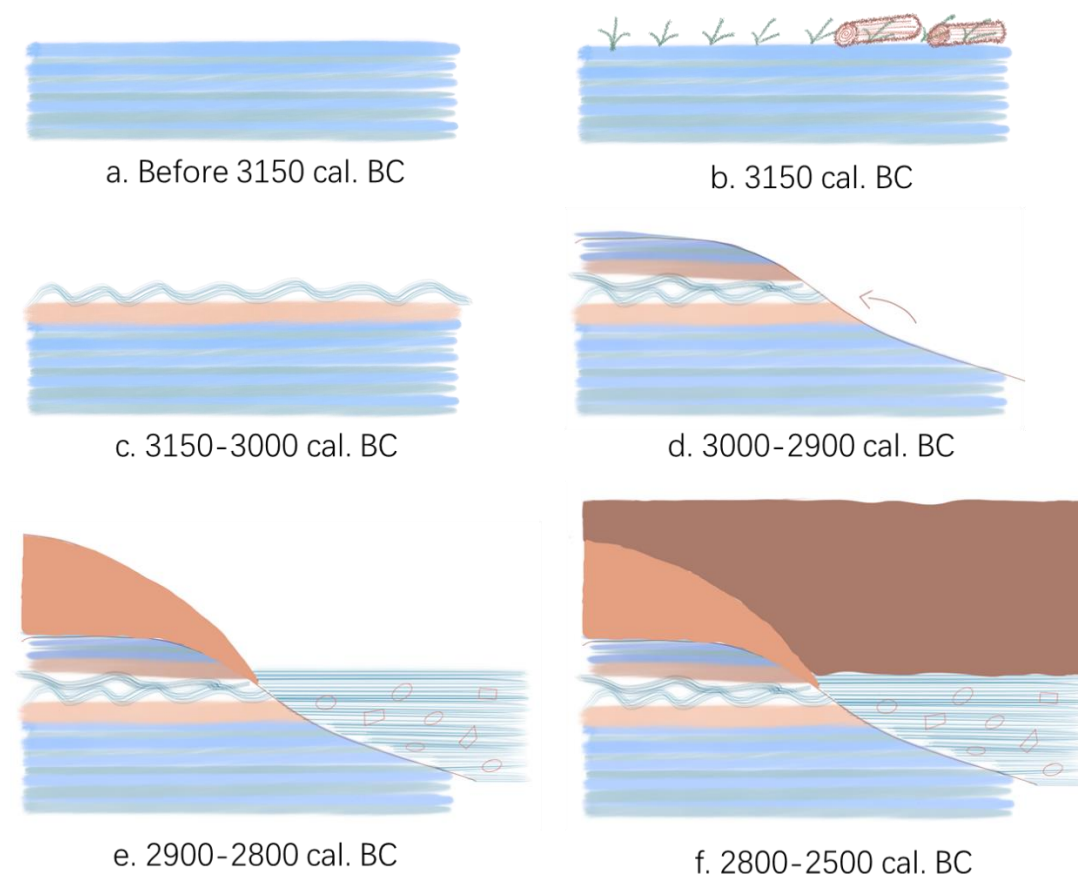 a. Before 3150 cal. BC
b. 3150 cal. BC
c. 3150-3000 cal. BC
d. 3000-2900 cal. BC
e. 2900-2800 cal. BC
f. 2800-2500 cal. BC